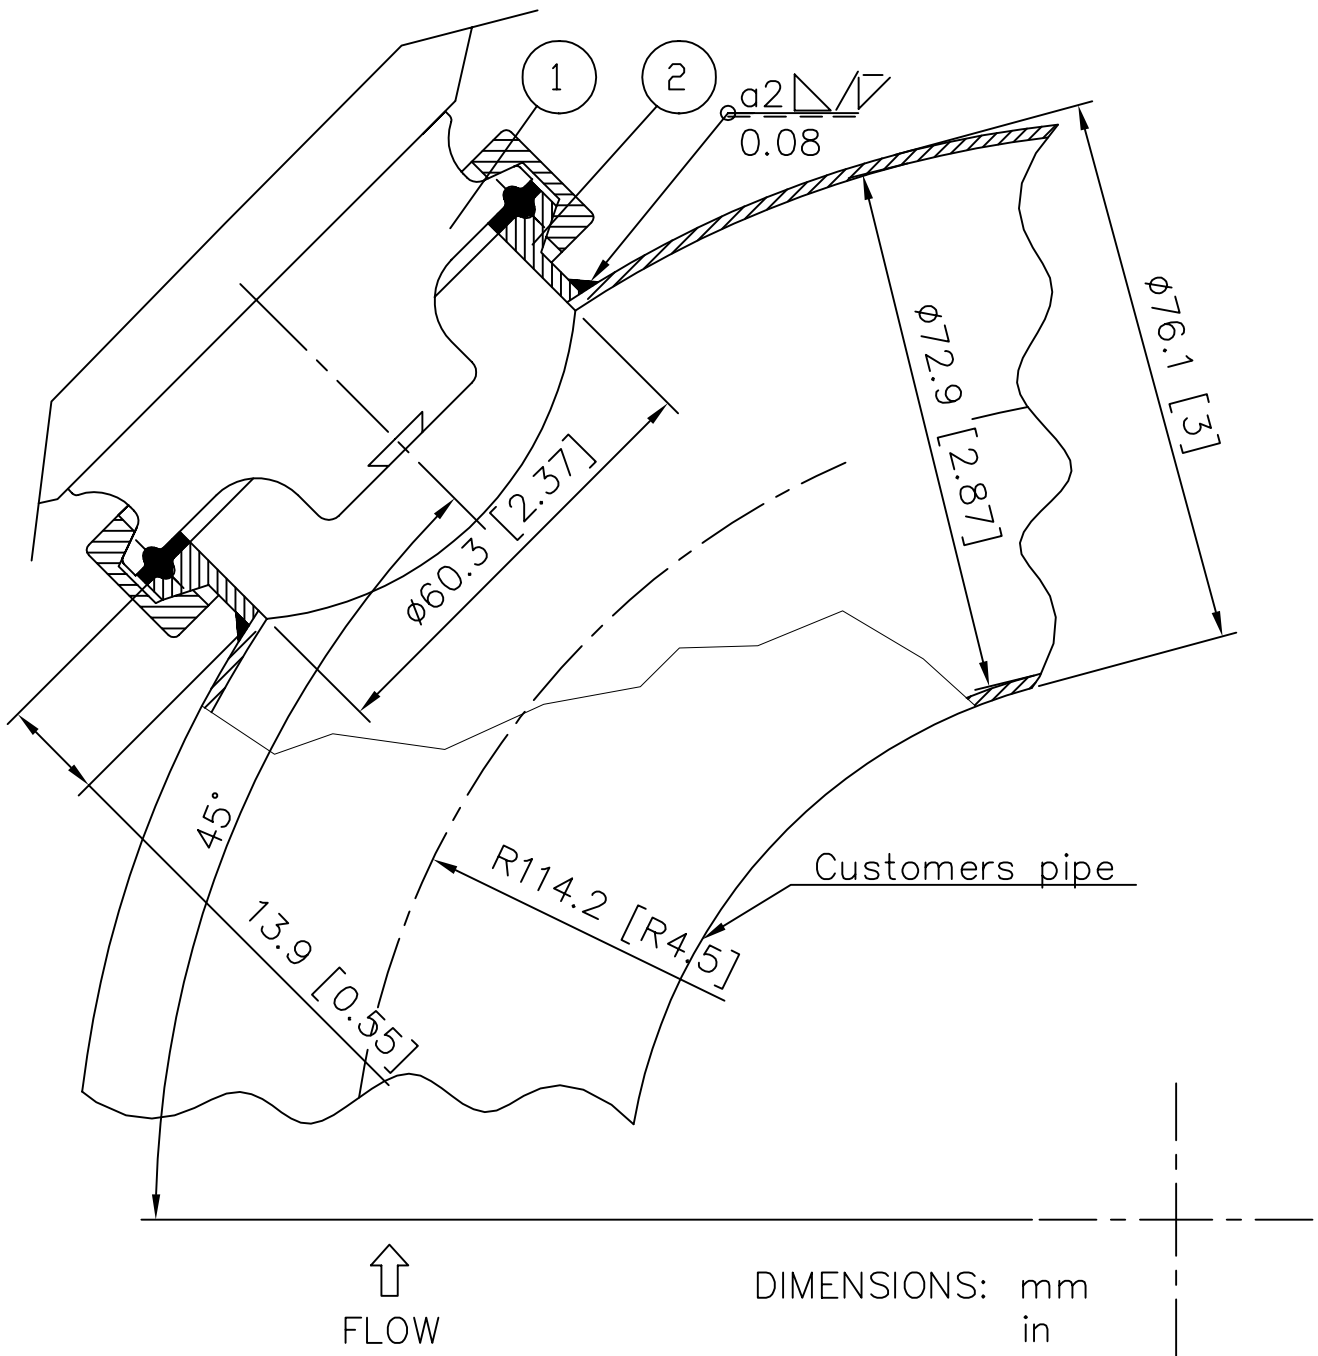 1
2
a2
0.08
ø76.1 [3]
ø72.9 [2.87]
ø60.3 [2.37]
45°
R114.2 [R4.5]
Customers pipe
13.9 [0.55]
FLOW
DIMENSIONS: mm
in